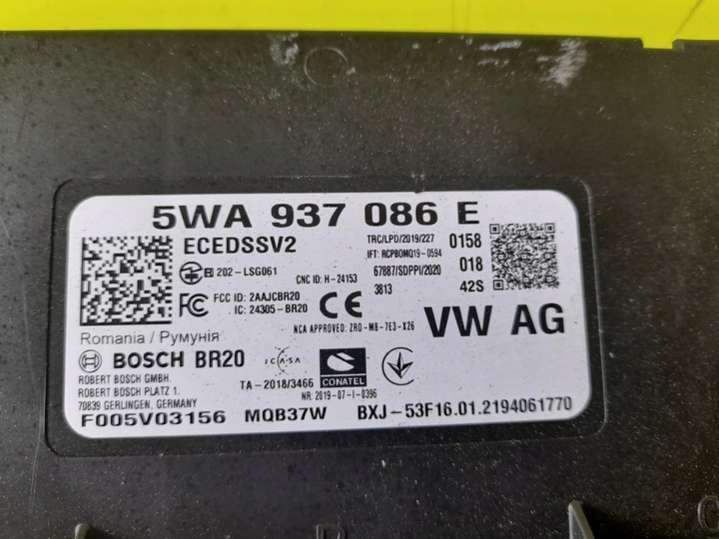 5WA 937 086 E
ECEDSSV2
TRC/LPD/2019/227 0158
IFT: RCPBOMQ19-0594
202-LSG061
CNC ID: H-24153
67887/SDPPI/2020 018
3813 42S
FC FCC ID: 2AAJCBR20
IC: 24305-BR20
CE
NCA APPROVED: ZRO-M8-7E3-X26
VW AG
Romania / Румунія
BOSCH BR20
ICASA
TA-2018/3466
CONATEL
NR: 2019-07-I-0396
ROBERT BOSCH GMBH.
ROBERT BOSCH PLATZ 1.
70839 GERLINGEN, GERMANY
F005V03156 MQB37W BXJ-53F16.01.2194061770